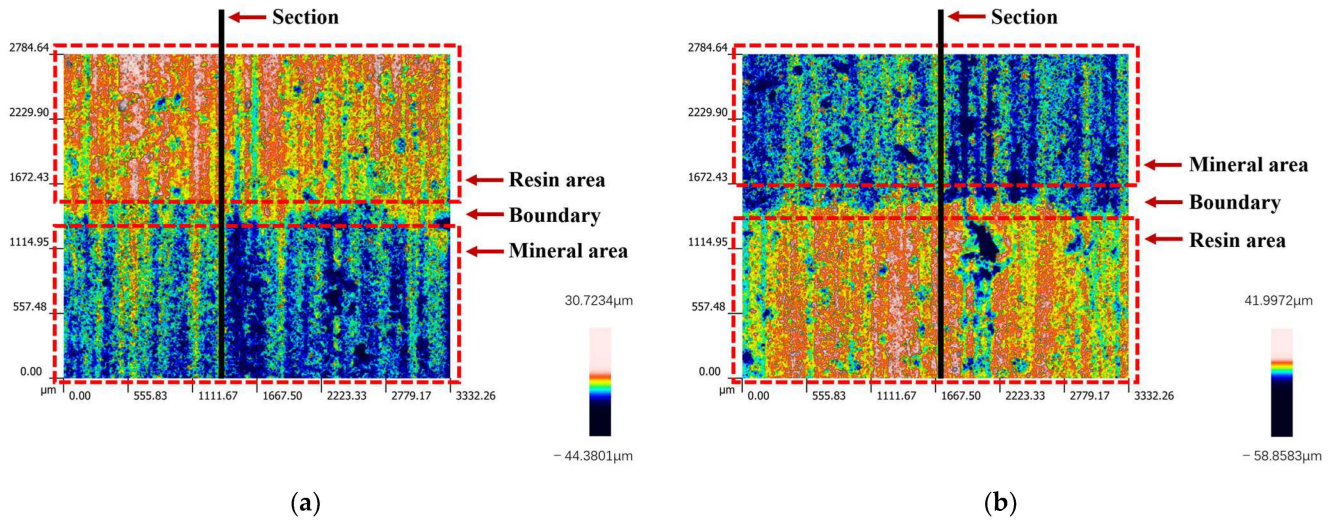 Section
2784.64
2229.90
1672.43
1114.95
557.48
0.00
μm
0.00
555.83
1111.67
1667.50
2223.33
2779.17
3332.26
Resin area
Boundary
Mineral area
30.7234μm
－44.3801μm
(a)
Section
2784.64
2229.90
1672.43
1114.95
557.48
0.00
μm
0.00
555.83
1111.67
1667.50
2223.33
2779.17
3332.26
Mineral area
Boundary
Resin area
41.9972μm
－58.8583μm
(b)